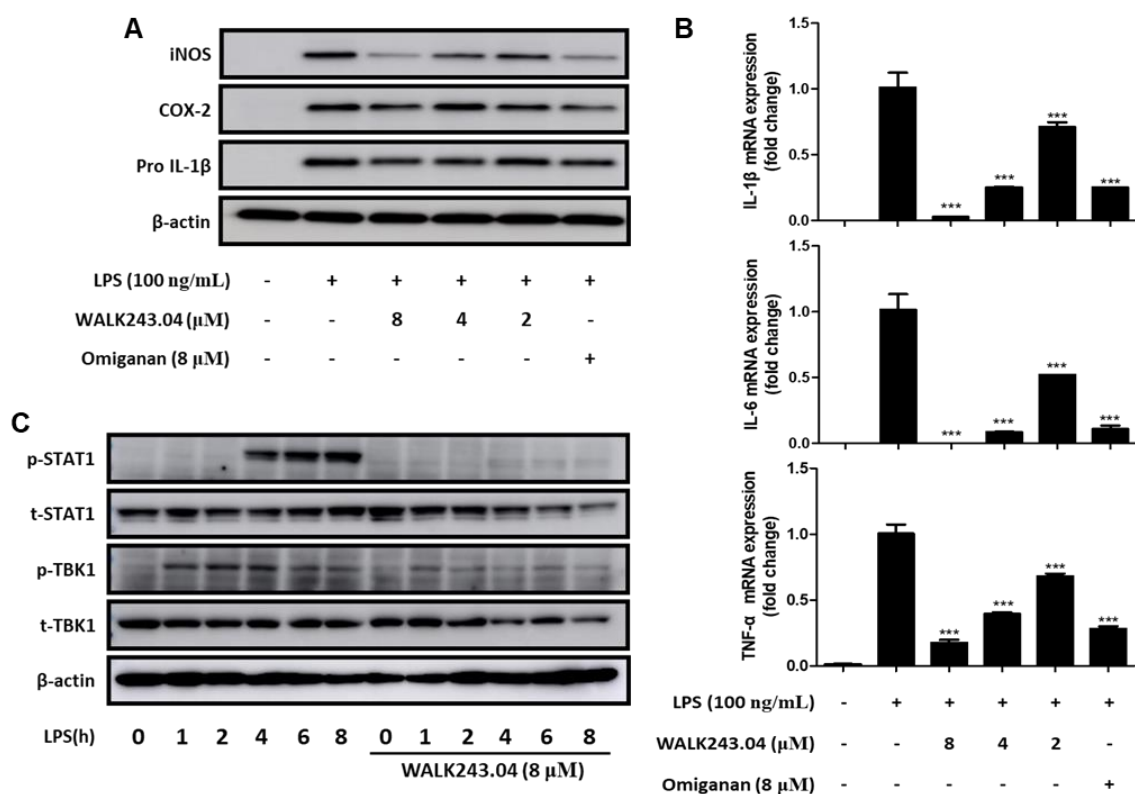 A
iNOS
COX-2
Pro IL-1β
β-actin
LPS (100 ng/mL) - + + + + +
WALK243.04 (μM) - - 8 4 2 -
Omiganan (8 μM) - - - - - +
B
IL-1β mRNA expression
(fold change)
1.5
1.0
0.5
0.0
*** *** *** ***
IL-6 mRNA expression
(fold change)
1.5
1.0
0.5
0.0
*** *** *** ***
TNF-α mRNA expression
(fold change)
1.5
1.0
0.5
0.0
*** *** *** ***
LPS (100 ng/mL) - + + + + +
WALK243.04 (μM) - - 8 4 2 -
Omiganan (8 μM) - - - - - +
C
p-STAT1
t-STAT1
p-TBK1
t-TBK1
β-actin
LPS(h) 0 1 2 4 6 8 0 1 2 4 6 8
WALK243.04 (8 μM)